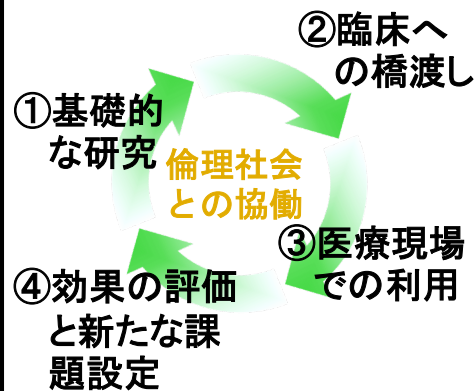 ①基礎的
な研究
②臨床へ
の橋渡し
倫理社会
との協働
③医療現場
での利用
④効果の評価
と新たな課
題設定